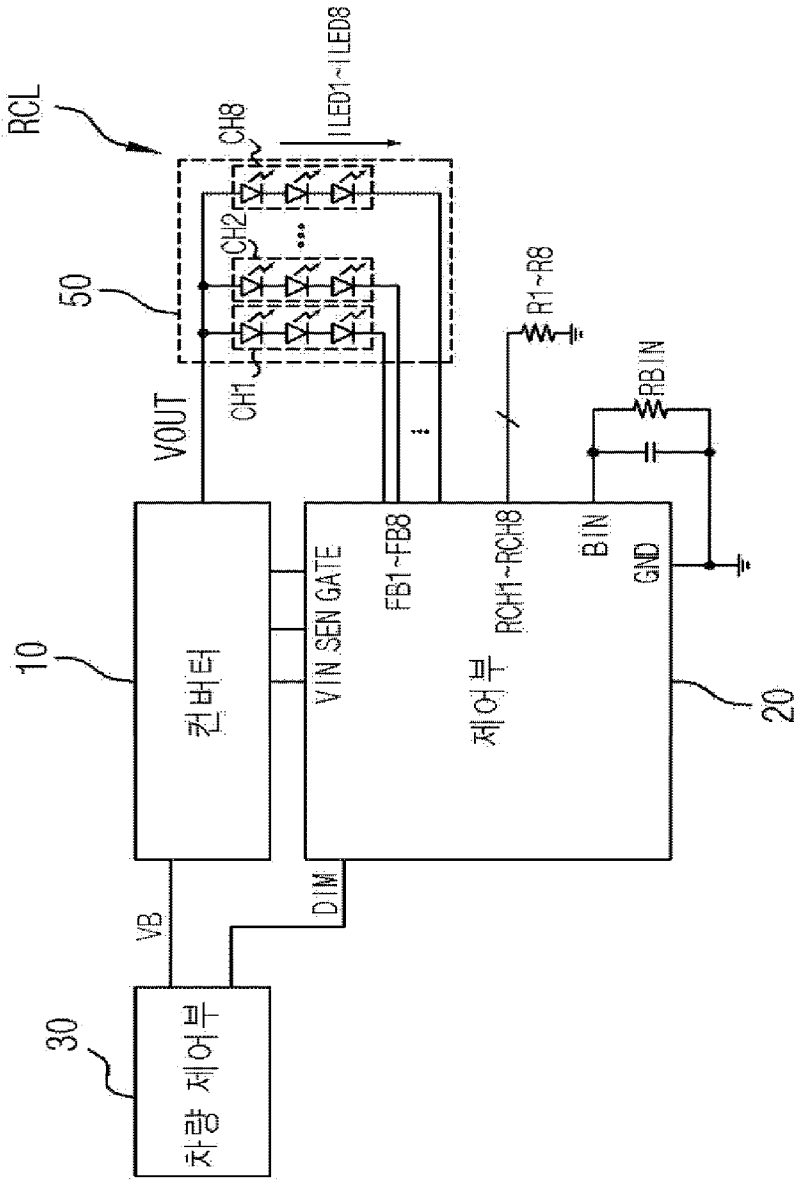 RCL
ILED1~ILED8
CH8
CH2
CH1
50
VOUT
R1~R8
RBIN
10
컨버터
VIN SEN GATE
FB1~FB8
RCH1~RCH8
BIN
GND
제어부
20
VB
DIM
30
차량 제어부